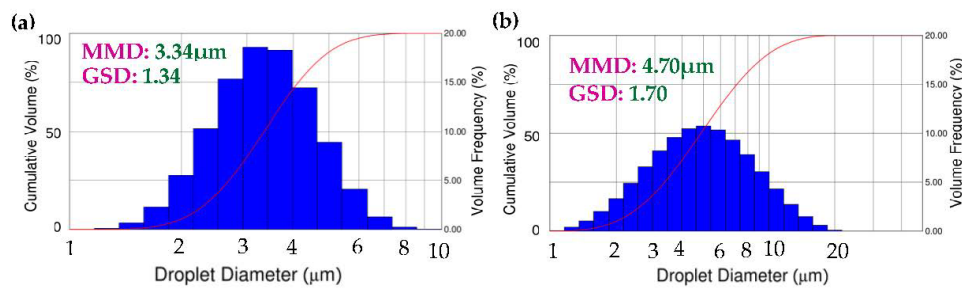 (a)
MMD: 3.34µm
GSD: 1.34
Cumulative Volume (%)
100
50
0
20.00
15.00
10.00
5.00
0.00
Volume Frequency (%)
1 2 3 4 6 8 10
Droplet Diameter (µm)
(b)
MMD: 4.70µm
GSD: 1.70
Cumulative Volume (%)
100
50
0
20.00
15.00
10.00
5.00
0.00
Volume Frequency (%)
1 2 3 4 6 8 10 20
Droplet Diameter (µm)